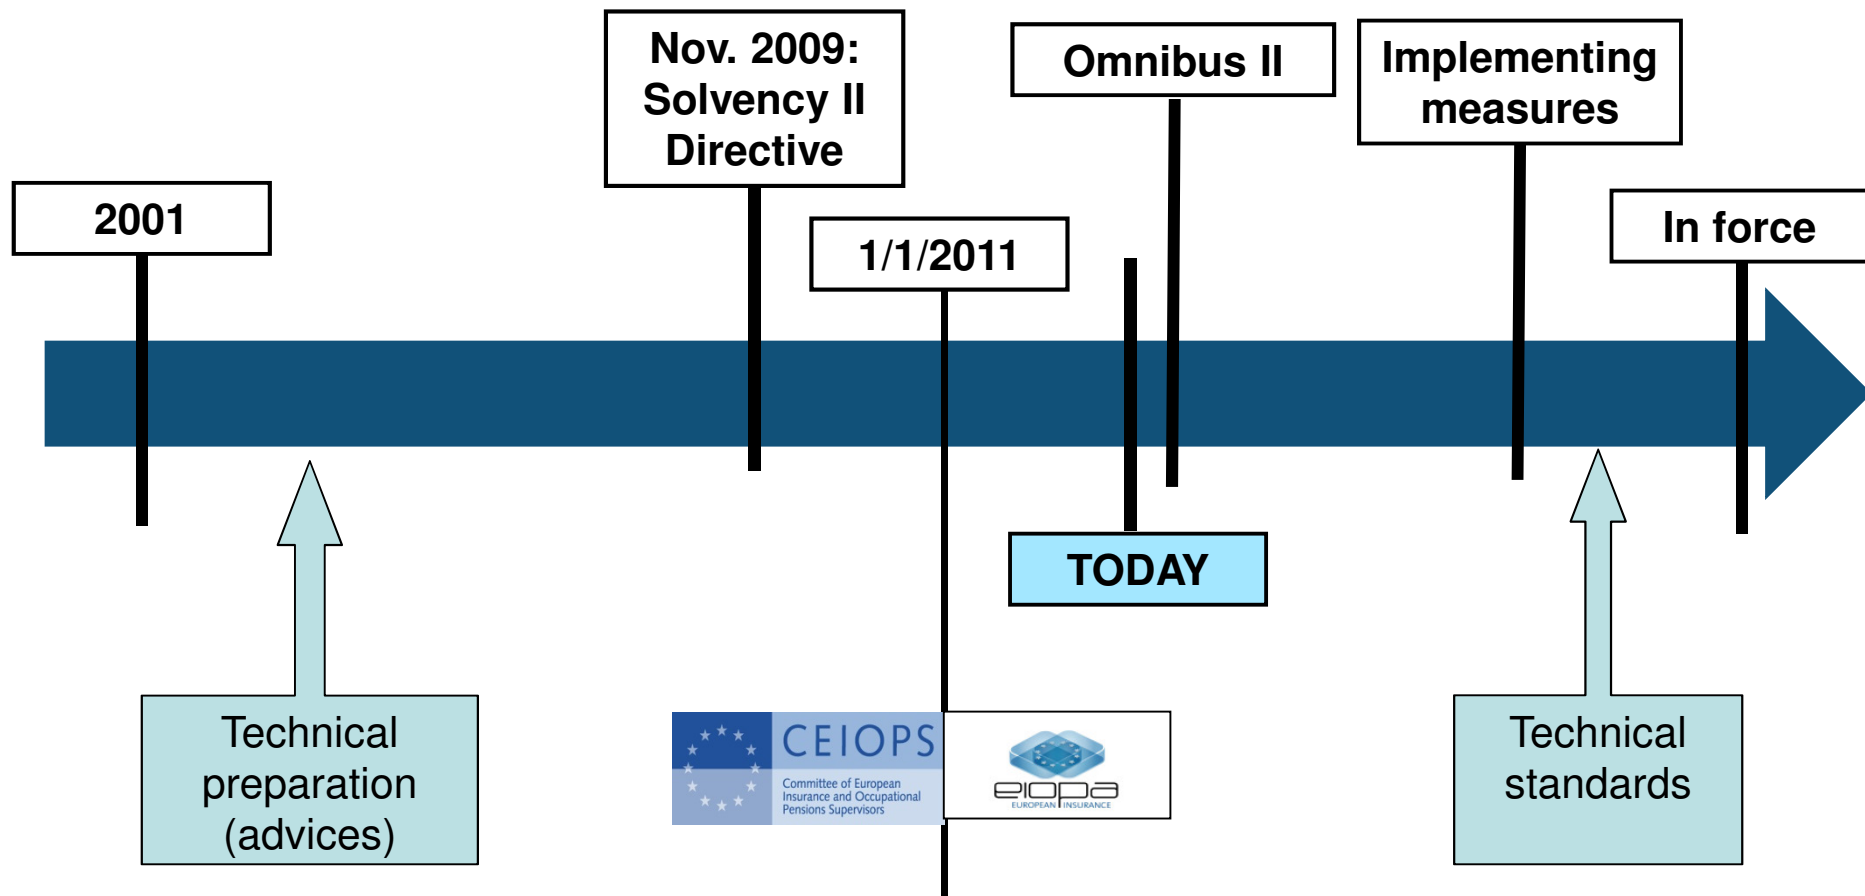 2001
Nov. 2009:
Solvency II
Directive
1/1/2011
Omnibus II
Implementing
measures
In force
TODAY
Technical
preparation
(advices)
CEIOPS
Committee of European
Insurance and Occupational
Pensions Supervisors
eiopa
EUROPEAN INSURANCE
Technical
standards